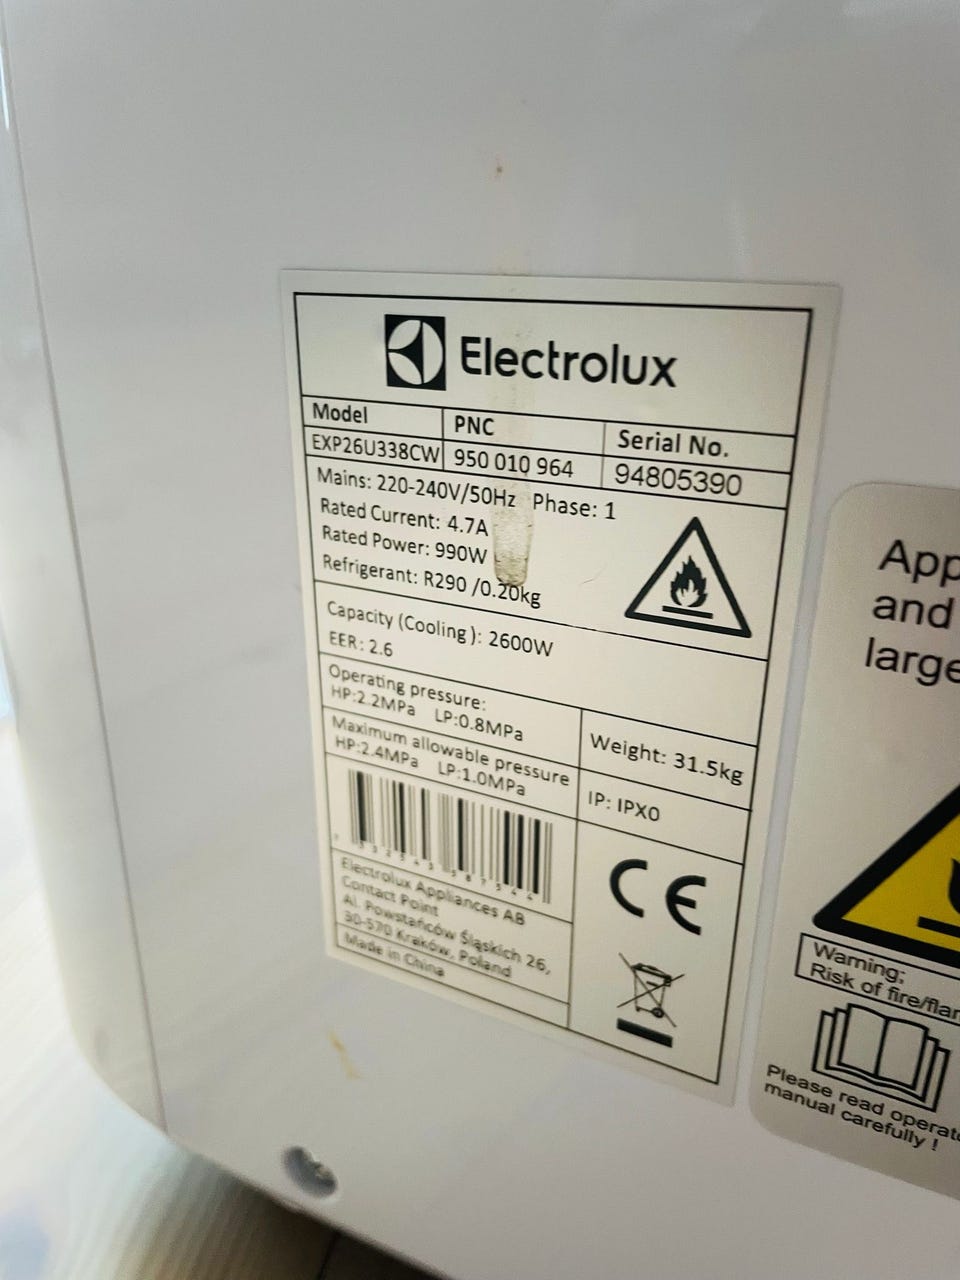 Electrolux
Model PNC Serial No.
EXP26U338CW 950 010 964 94805390
Mains: 220-240V/50Hz Phase: 1
Rated Current: 4.7A
Rated Power: 990W
Refrigerant: R290 /0.20kg
Capacity (Cooling): 2600W
EER: 2.6
Operating pressure:
HP:2.2MPa LP:0.8MPa
Weight: 31.5kg
Maximum allowable pressure
HP:2.4MPa LP:1.0MPa
IP: IPX0
CE
Electrolux Appliances AB
Contact Point
Al. Powstańców Śląskich 26,
30-570 Kraków, Poland
Made in China
App
and
large
Warning;
Risk of fire/flam
Please read operato
manual carefully !